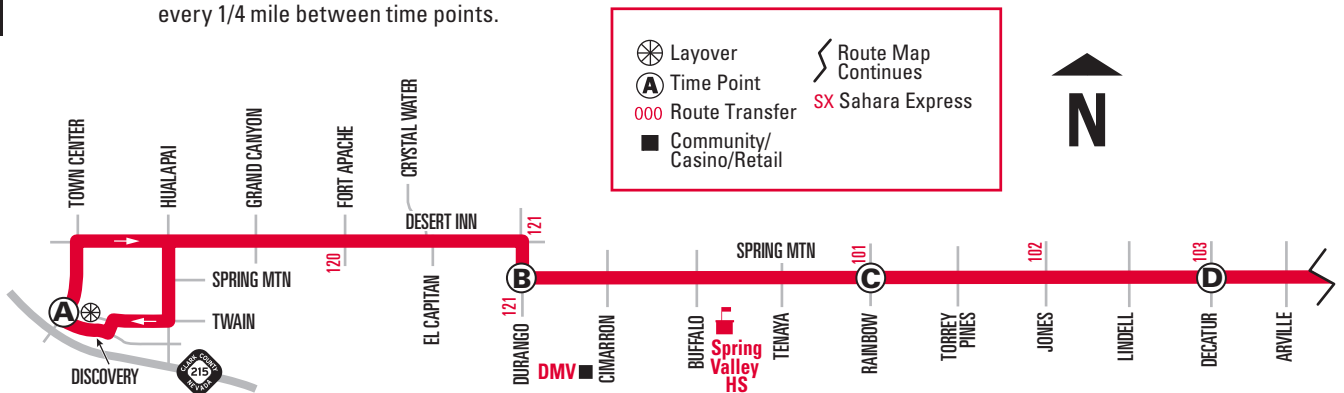 every 1/4 mile between time points.
Layover
A Time Point
000 Route Transfer
Community/
Casino/Retail
Route Map
Continues
SX Sahara Express
N
TOWN CENTER
HUALAPAI
GRAND CANYON
FORT APACHE
CRYSTAL WATER
DESERT INN
121
120
EL CAPITAN
SPRING MTN
TWAIN
A
DISCOVERY
CLARK COUNTY
215
NEVADA
B
121
DURANGO
DMV
CIMARRON
BUFFALO
Spring
Valley
HS
SPRING MTN
TENAYA
101
C
RAINBOW
TORREY
PINES
102
JONES
LINDELL
103
D
DECATUR
ARVILLE